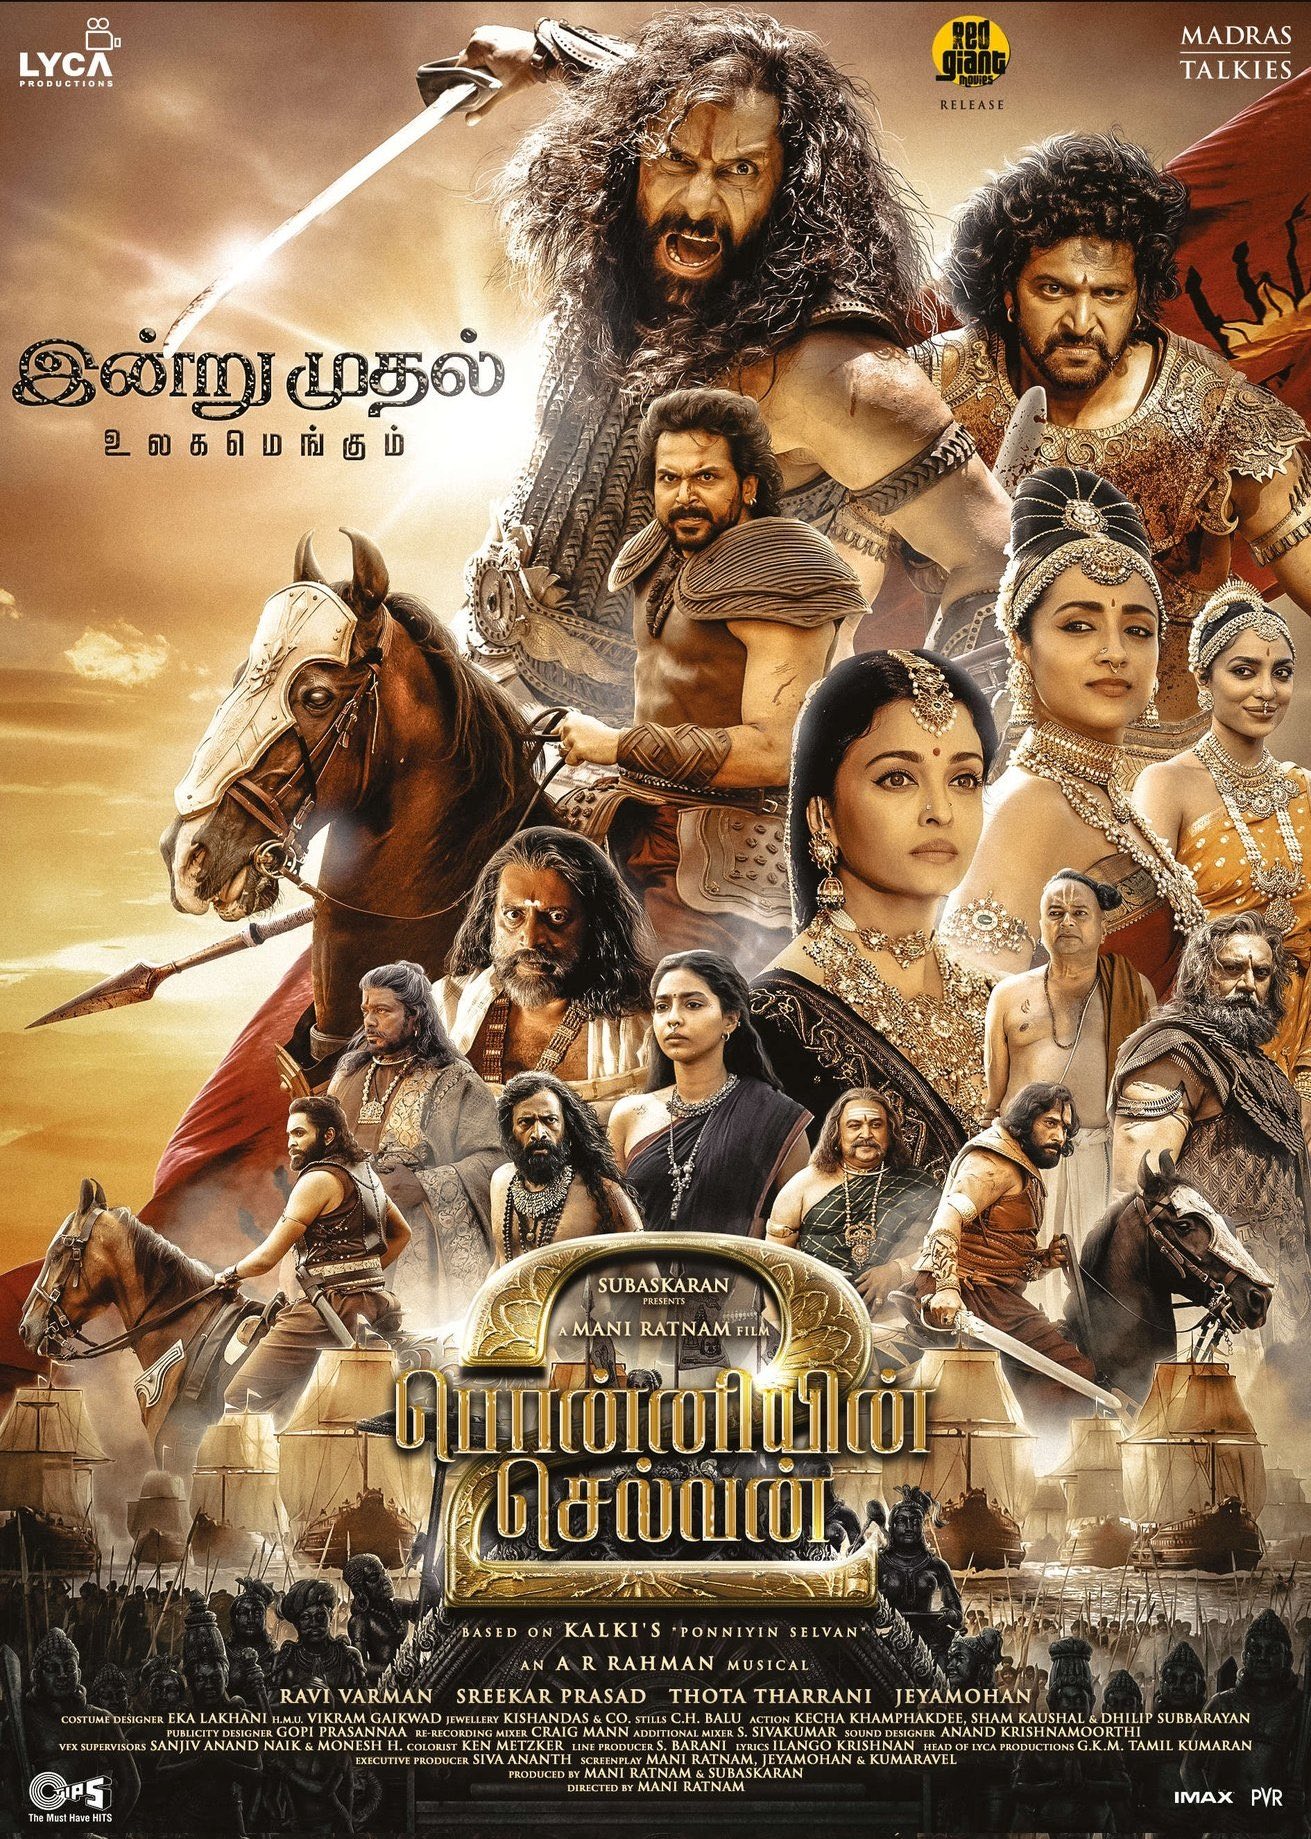 LYCA
PRODUCTIONS
Red
giant
movies
RELEASE
MADRAS
TALKIES
இன்று முதல்
உலகமெங்கும்
SUBASKARAN
PRESENTS
A MANI RATNAM FILM
2
பொன்னியின்
செல்வன்
BASED ON KALKI'S "PONNIYIN SELVAN"
AN A R RAHMAN MUSICAL
RAVI VARMAN SREEKAR PRASAD THOTA THARRANI JEYAMOHAN
COSTUME DESIGNER EKA LAKHANI H.M.U. VIKRAM GAIKWAD JEWELLERY KISHANDAS & CO. STILLS C.H. BALU ACTION KECHA KHAMPHAKDEE, SHAM KAUSHAL & DHILIP SUBBARAYAN
PUBLICITY DESIGNER GOPI PRASANNAA RE-RECORDING MIXER CRAIG MANN ADDITIONAL MIXER S. SIVAKUMAR SOUND DESIGNER ANAND KRISHNAMOORTHI
VFX SUPERVISORS SANJIV ANAND NAIK & MONESH H. COLORIST KEN METZKER LINE PRODUCER S. BARANI LYRICS ILANGO KRISHNAN HEAD OF LYCA PRODUCTIONS G.K.M. TAMIL KUMARAN
EXECUTIVE PRODUCER SIVA ANANTH SCREENPLAY MANI RATNAM, JEYAMOHAN & KUMARAVEL
PRODUCED BY MANI RATNAM & SUBASKARAN
DIRECTED BY MANI RATNAM
TIPS
The Must Have HITS
IMAX PVR